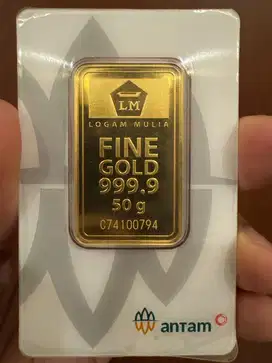 LM
LOGAM MULIA
FINE
GOLD
999.9
50 g
C74100794
antam